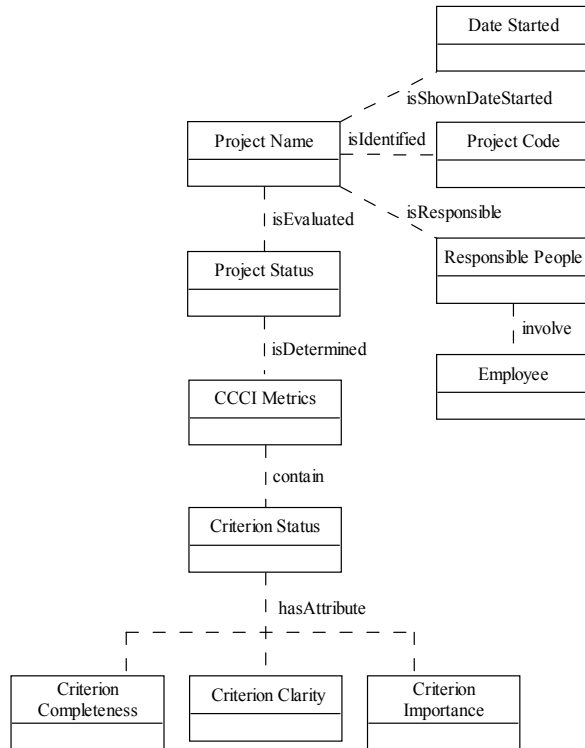 Date Started
isShownDateStarted
Project Name
isIdentified
Project Code
isEvaluated
isResponsible
Project Status
Responsible People
isDetermined
involve
CCCI Metrics
Employee
contain
Criterion Status
hasAttribute
Criterion
Completeness
Criterion Clarity
Criterion
Importance